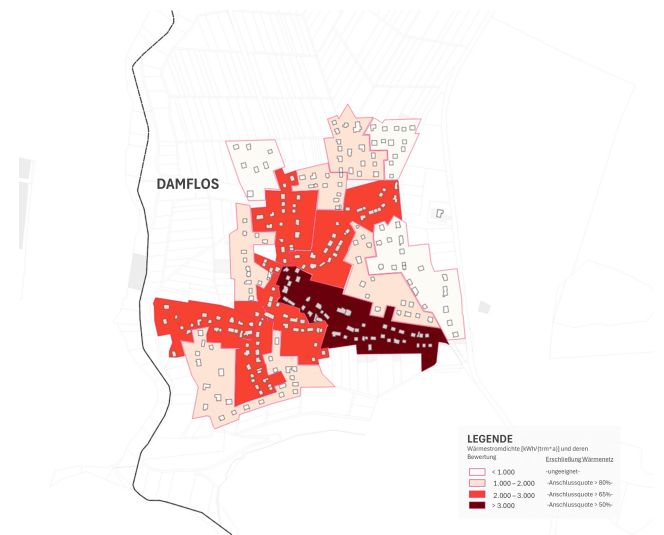 DAMFLOS
LEGENDE
Wärmestromdichte [kWh/(trm*a)] und deren
Bewertung
Erschließung Wärmenetz
< 1.000 -ungeeignet-
1.000 – 2.000 -Anschlussquote > 80%-
2.000 – 3.000 -Anschlussquote > 65%-
> 3.000 -Anschlussquote > 50%-